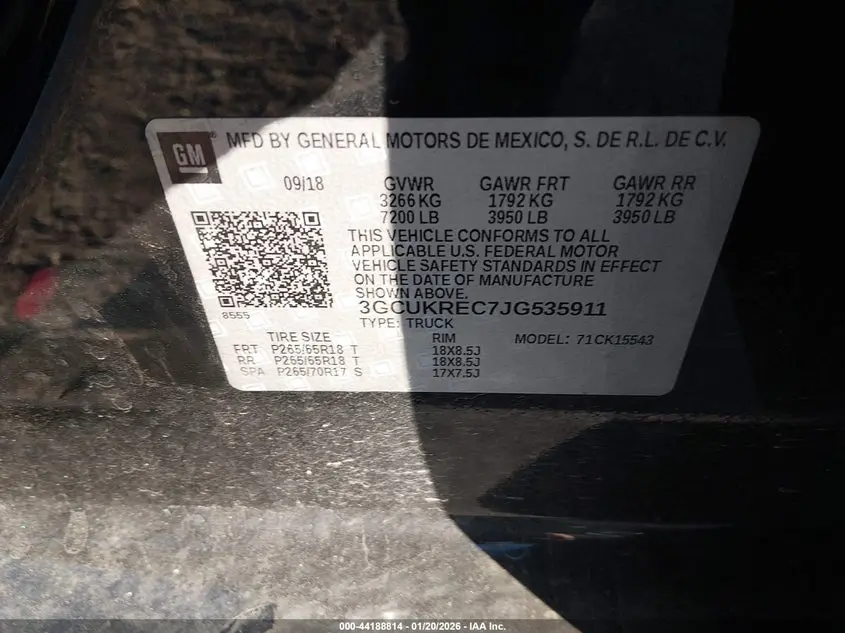 GM
MFD BY GENERAL MOTORS DE MEXICO, S. DE R.L. DE C.V.
09/18 GVWR GAWR FRT GAWR RR
3266 KG 1792 KG 1792 KG
7200 LB 3950 LB 3950 LB
THIS VEHICLE CONFORMS TO ALL
APPLICABLE U.S. FEDERAL MOTOR
VEHICLE SAFETY STANDARDS IN EFFECT
ON THE DATE OF MANUFACTURE
SHOWN ABOVE.
8555
3GCUKREC7JG535911
TYPE: TRUCK
TIRE SIZE RIM MODEL: 71CK15543
FRT P265/65R18 T 18X8.5J
RR P265/65R18 T 18X8.5J
SPA P265/70R17 S 17X7.5J
000-44188814 - 01/20/2026 - IAA Inc.